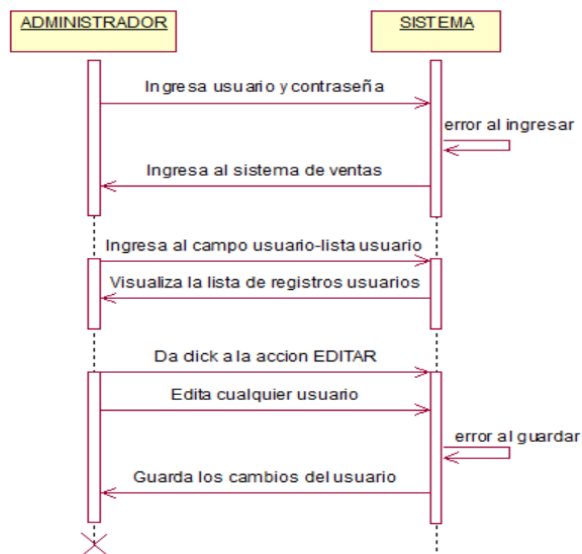 ADMINISTRADOR
SISTEMA
Ingresa usuario y contraseña
error al ingresar
Ingresa al sistema de ventas
Ingresa al campo usuario-lista usuario
Visualiza la lista de registros usuarios
Da click a la accion EDITAR
Edita cualquier usuario
error al guardar
Guarda los cambios del usuario